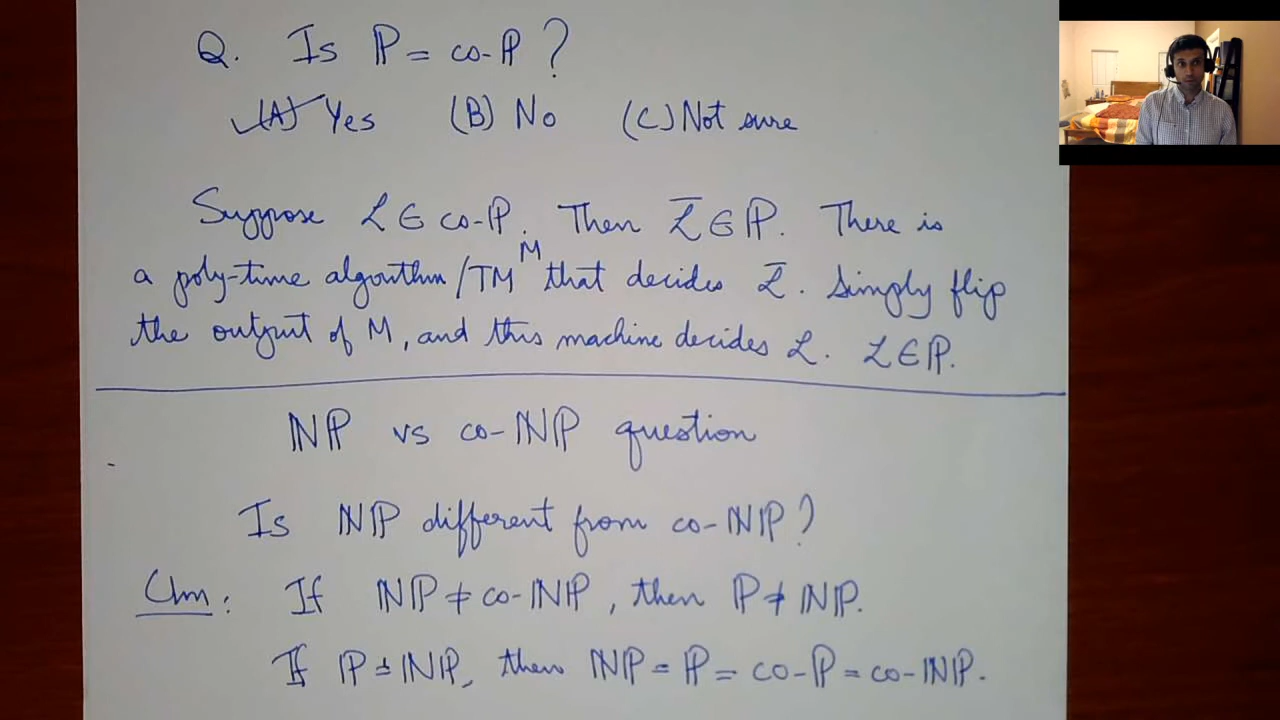 Q. Is ℙ = co-ℙ ?
(A) Yes (B) No (C) Not sure
Suppose L ∈ co-ℙ. Then L̅ ∈ ℙ. There is
a poly-time algorithm/TM M that decides L̅. Simply flip
the output of M, and this machine decides L. L ∈ ℙ.
NP vs co-NP question
Is NP different from co-NP?
Clm: If NP ≠ co-NP, then ℙ ≠ NP.
If ℙ = NP, then NP = ℙ = co-ℙ = co-NP.